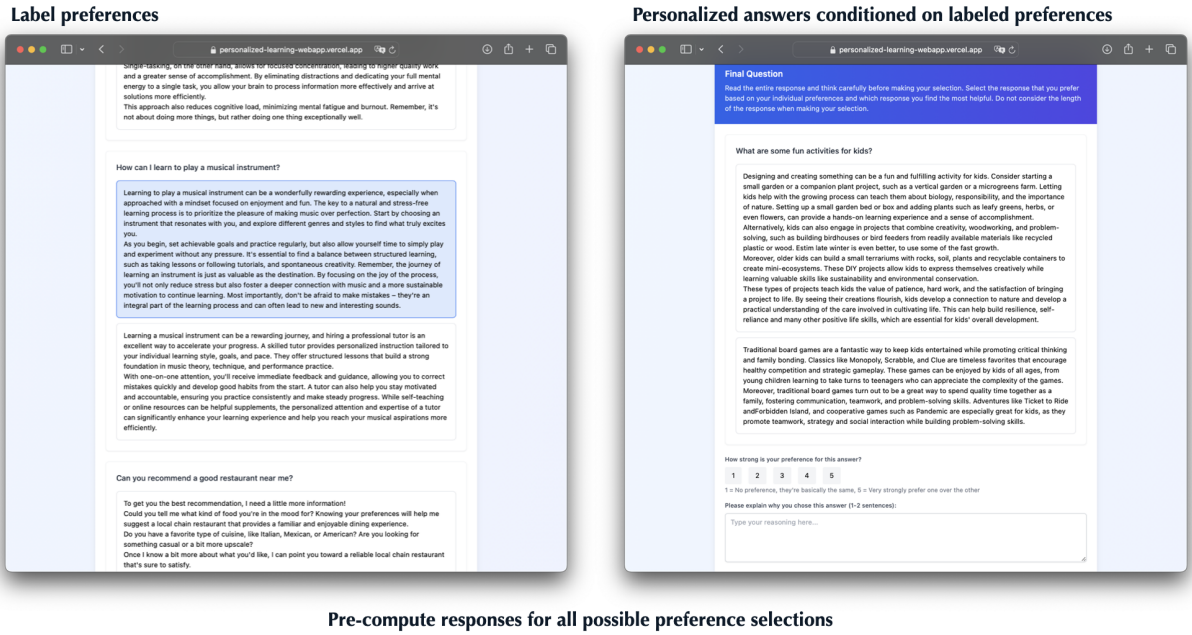 Label preferences
personalized-learning-webapp.vercel.app
Single-tasking, on the other hand, allows for focused concentration, leading to higher quality work
and a greater sense of accomplishment. By eliminating distractions and dedicating your full mental
energy to a single task, you allow your brain to process information more effectively and arrive at
solutions more efficiently.
This approach also reduces cognitive load, minimizing mental fatigue and burnout. Remember, it's
not about doing more things, but rather doing one thing exceptionally well.
How can I learn to play a musical instrument?
Learning to play a musical instrument can be a wonderfully rewarding experience, especially when
approached with a mindset focused on enjoyment and fun. The key to a natural and stress-free
learning process is to prioritize the pleasure of making music over perfection. Start by choosing an
instrument that resonates with you, and explore different genres and styles to find what truly excites
you.
As you begin, set achievable goals and practice regularly, but also allow yourself time to simply play
and experiment without any pressure. It's essential to find a balance between structured learning,
such as taking lessons or following tutorials, and spontaneous creativity. Remember, the journey of
learning an instrument is just as valuable as the destination. By focusing on the joy of the process,
you'll not only reduce stress but also foster a deeper connection with music and a more sustainable
motivation to continue learning. Most importantly, don't be afraid to make mistakes – they're an
integral part of the learning process and can often lead to new and interesting sounds.
Learning a musical instrument can be a rewarding journey, and hiring a professional tutor is an
excellent way to accelerate your progress. A skilled tutor provides personalized instruction tailored to
your individual learning style, goals, and pace. They offer structured lessons that build a strong
foundation in music theory, technique, and performance practice.
With one-on-one attention, you'll receive immediate feedback and guidance, allowing you to correct
mistakes quickly and develop good habits from the start. A tutor can also help you stay motivated
and accountable, ensuring you practice consistently and make steady progress. While self-teaching
or online resources can be helpful supplements, the personalized attention and expertise of a tutor
can significantly enhance your learning experience and help you reach your musical aspirations more
efficiently.
Can you recommend a good restaurant near me?
To get you the best recommendation, I need a little more information!
Could you tell me what kind of food you're in the mood for? Knowing your preferences will help me
suggest a local chain restaurant that provides a familiar and enjoyable dining experience.
Do you have a favorite type of cuisine, like Italian, Mexican, or American? Are you looking for
something casual or a bit more upscale?
Once I know a bit more about what you'd like, I can point you toward a reliable local chain restaurant
that's sure to satisfy.
Personalized answers conditioned on labeled preferences
personalized-learning-webapp.vercel.app
Final Question
Read the entire response and think carefully before making your selection. Select the response that you prefer
based on your individual preferences and which response you find the most helpful. Do not consider the length
of the response when making your selection.
What are some fun activities for kids?
Designing and creating something can be a fun and fulfilling activity for kids. Consider starting a
small garden or a companion plant project, such as a vertical garden or a microgreens farm. Letting
kids help with the growing process can teach them about biology, responsibility, and the importance
of nature. Setting up a small garden bed or box and adding plants such as leafy greens, herbs, or
even flowers, can provide a hands-on learning experience and a sense of accomplishment.
Alternatively, kids can also engage in projects that combine creativity, woodworking, and problem-
solving, such as building birdhouses or bird feeders from readily available materials like recycled
plastic or wood. Estim late winter is even better, to use some of the fast growth.
Moreover, older kids can build a small terrariums with rocks, soil, plants and recyclable containers to
create mini-ecosystems. These DIY projects allow kids to express themselves creatively while
learning valuable skills like sustainability and environmental conservation.
These types of projects teach kids the value of patience, hard work, and the satisfaction of bringing
a project to life. By seeing their creations flourish, kids develop a connection to nature and develop a
practical understanding of the care involved in cultivating life. This can help build resilience, self-
reliance and many other positive life skills, which are essential for kids' overall development.
Traditional board games are a fantastic way to keep kids entertained while promoting critical thinking
and family bonding. Classics like Monopoly, Scrabble, and Clue are timeless favorites that encourage
healthy competition and strategic gameplay. These games can be enjoyed by kids of all ages, from
young children learning to take turns to teenagers who can appreciate the complexity of the games.
Moreover, traditional board games turn out to be a great way to spend quality time together as a
family, fostering communication, teamwork, and problem-solving skills. Adventures like Ticket to Ride
andForbidden Island, and cooperative games such as Pandemic are especially great for kids, as they
promote teamwork, strategy and social interaction while building problem-solving skills.
How strong is your preference for this answer?
1 2 3 4 5
1 = No preference, they're basically the same, 5 = Very strongly prefer one over the other
Please explain why you chose this answer (1-2 sentences):
Type your reasoning here...
Pre-compute responses for all possible preference selections